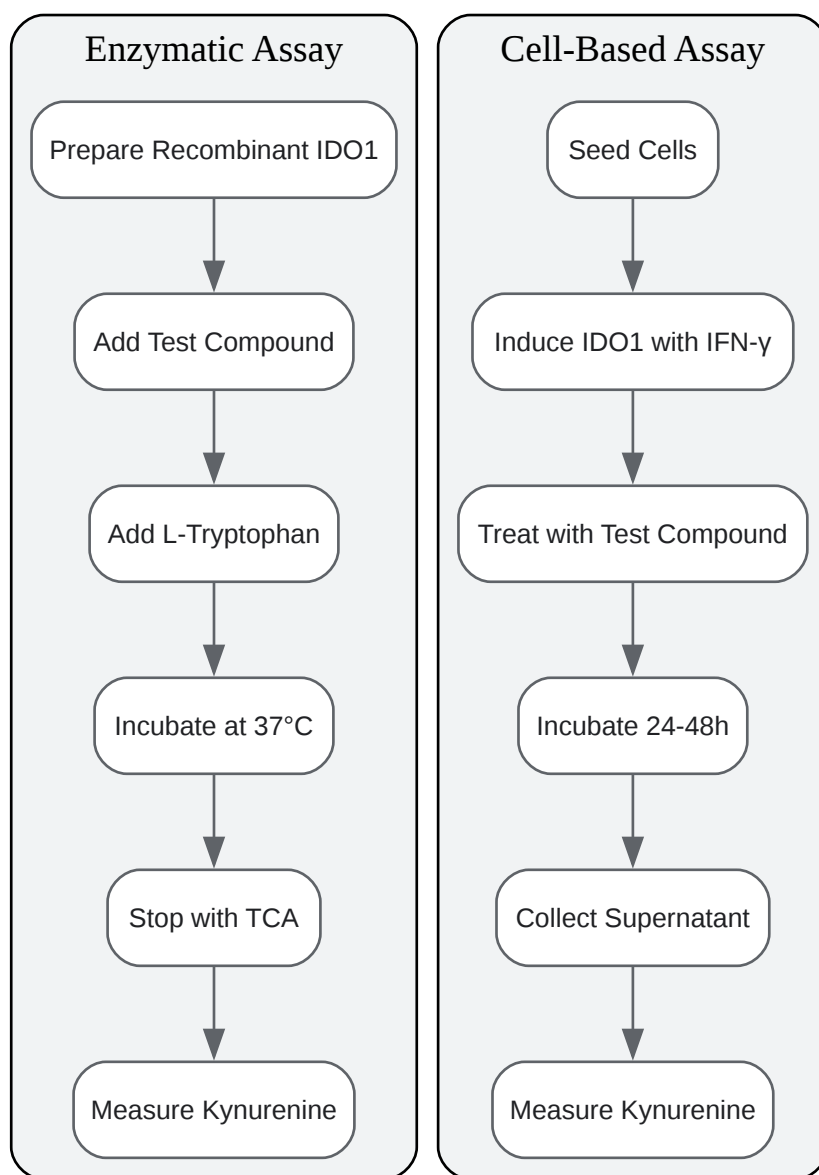 Enzymatic Assay
Prepare Recombinant IDO1
Add Test Compound
Add L-Tryptophan
Incubate at 37°C
Stop with TCA
Measure Kynurenine
Cell-Based Assay
Seed Cells
Induce IDO1 with IFN-γ
Treat with Test Compound
Incubate 24-48h
Collect Supernatant
Measure Kynurenine